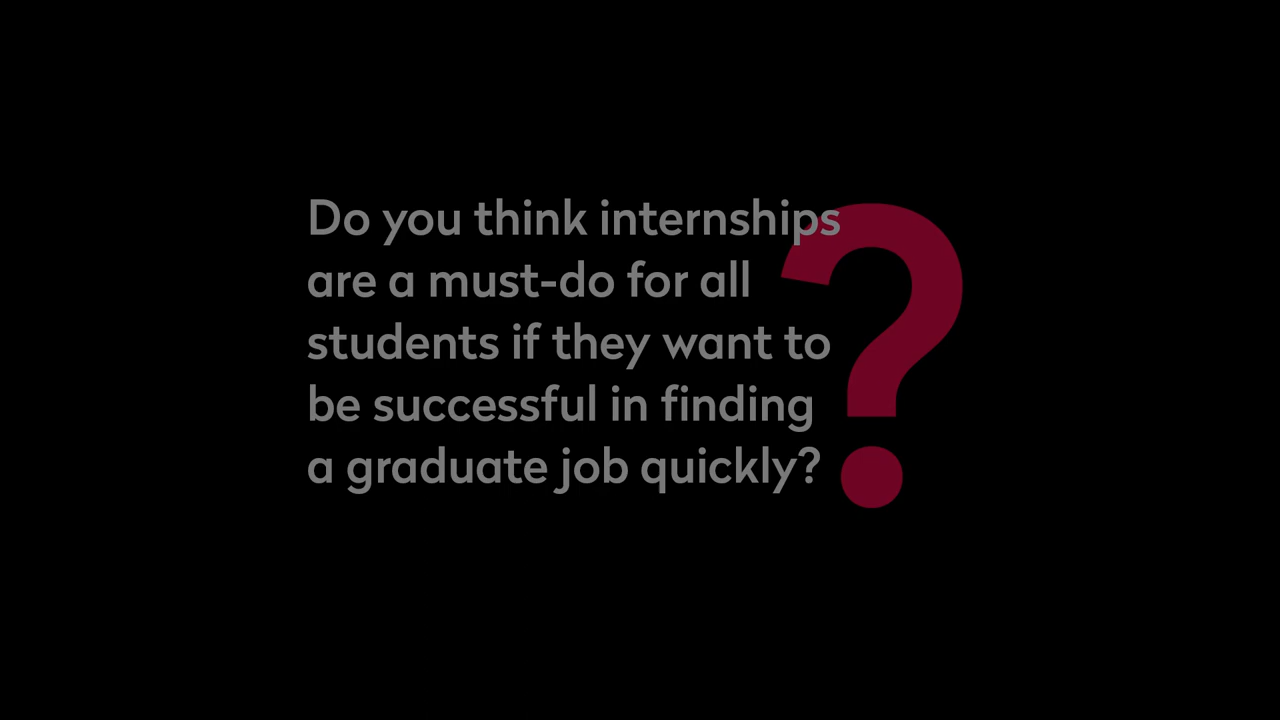 Do you think internships
are a must-do for all
students if they want to
be successful in finding
a graduate job quickly?
?